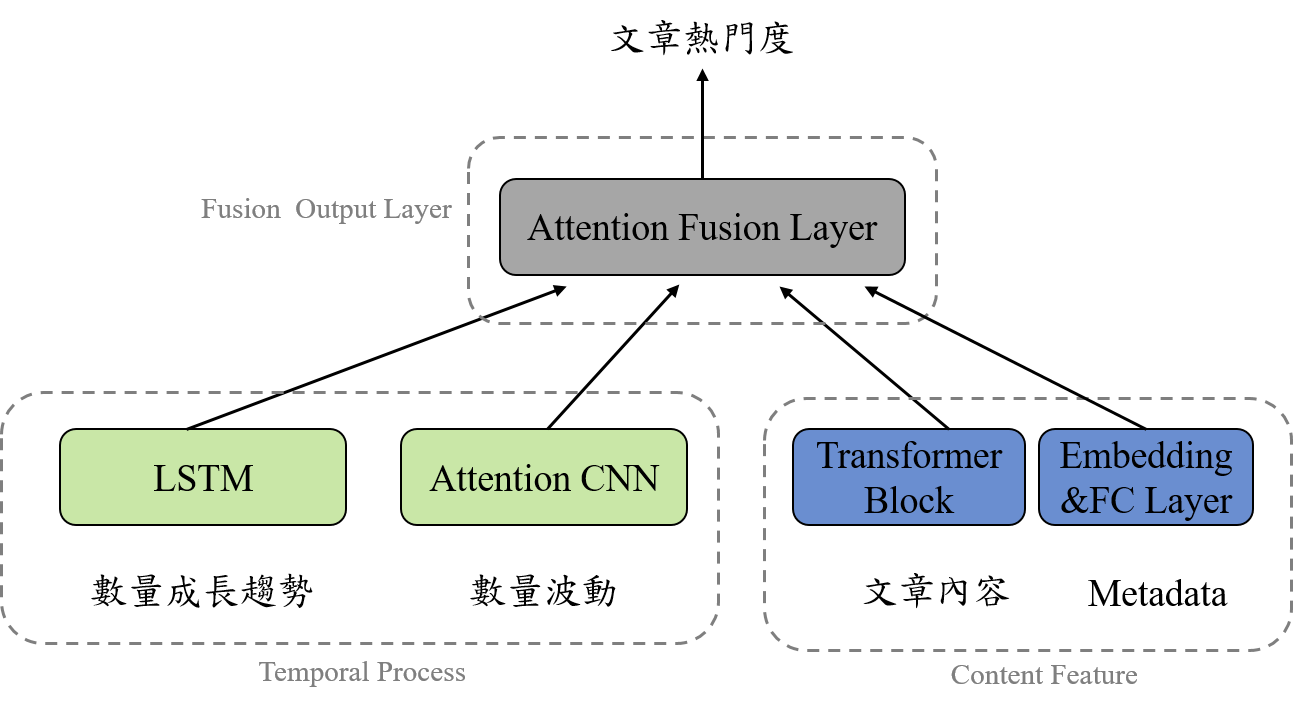 文章熱門度
Fusion Output Layer
Attention Fusion Layer
LSTM
Attention CNN
Transformer
Block
Embedding
&FC Layer
數量成長趨勢
數量波動
文章內容
Metadata
Temporal Process
Content Feature